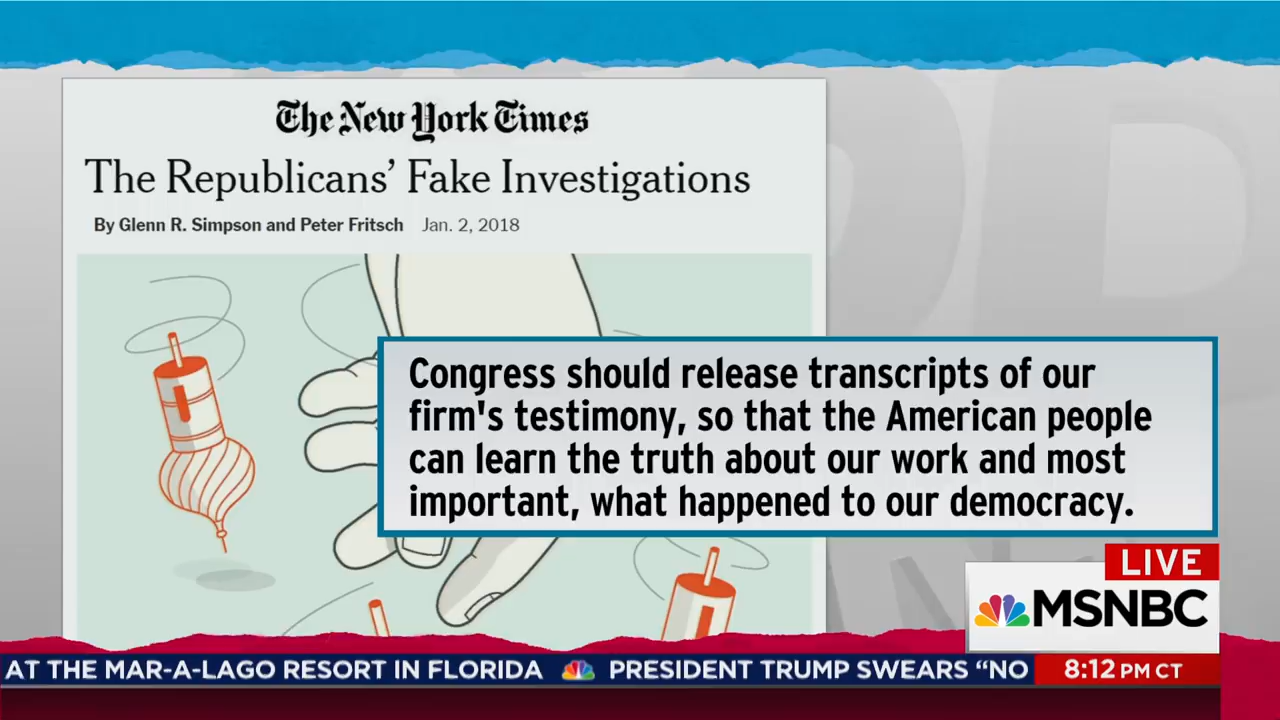 The New York Times
The Republicans' Fake Investigations
By Glenn R. Simpson and Peter Fritsch Jan. 2, 2018
Congress should release transcripts of our
firm's testimony, so that the American people
can learn the truth about our work and most
important, what happened to our democracy.
LIVE
MSNBC
AT THE MAR-A-LAGO RESORT IN FLORIDA PRESIDENT TRUMP SWEARS “NO
8:12 PM CT